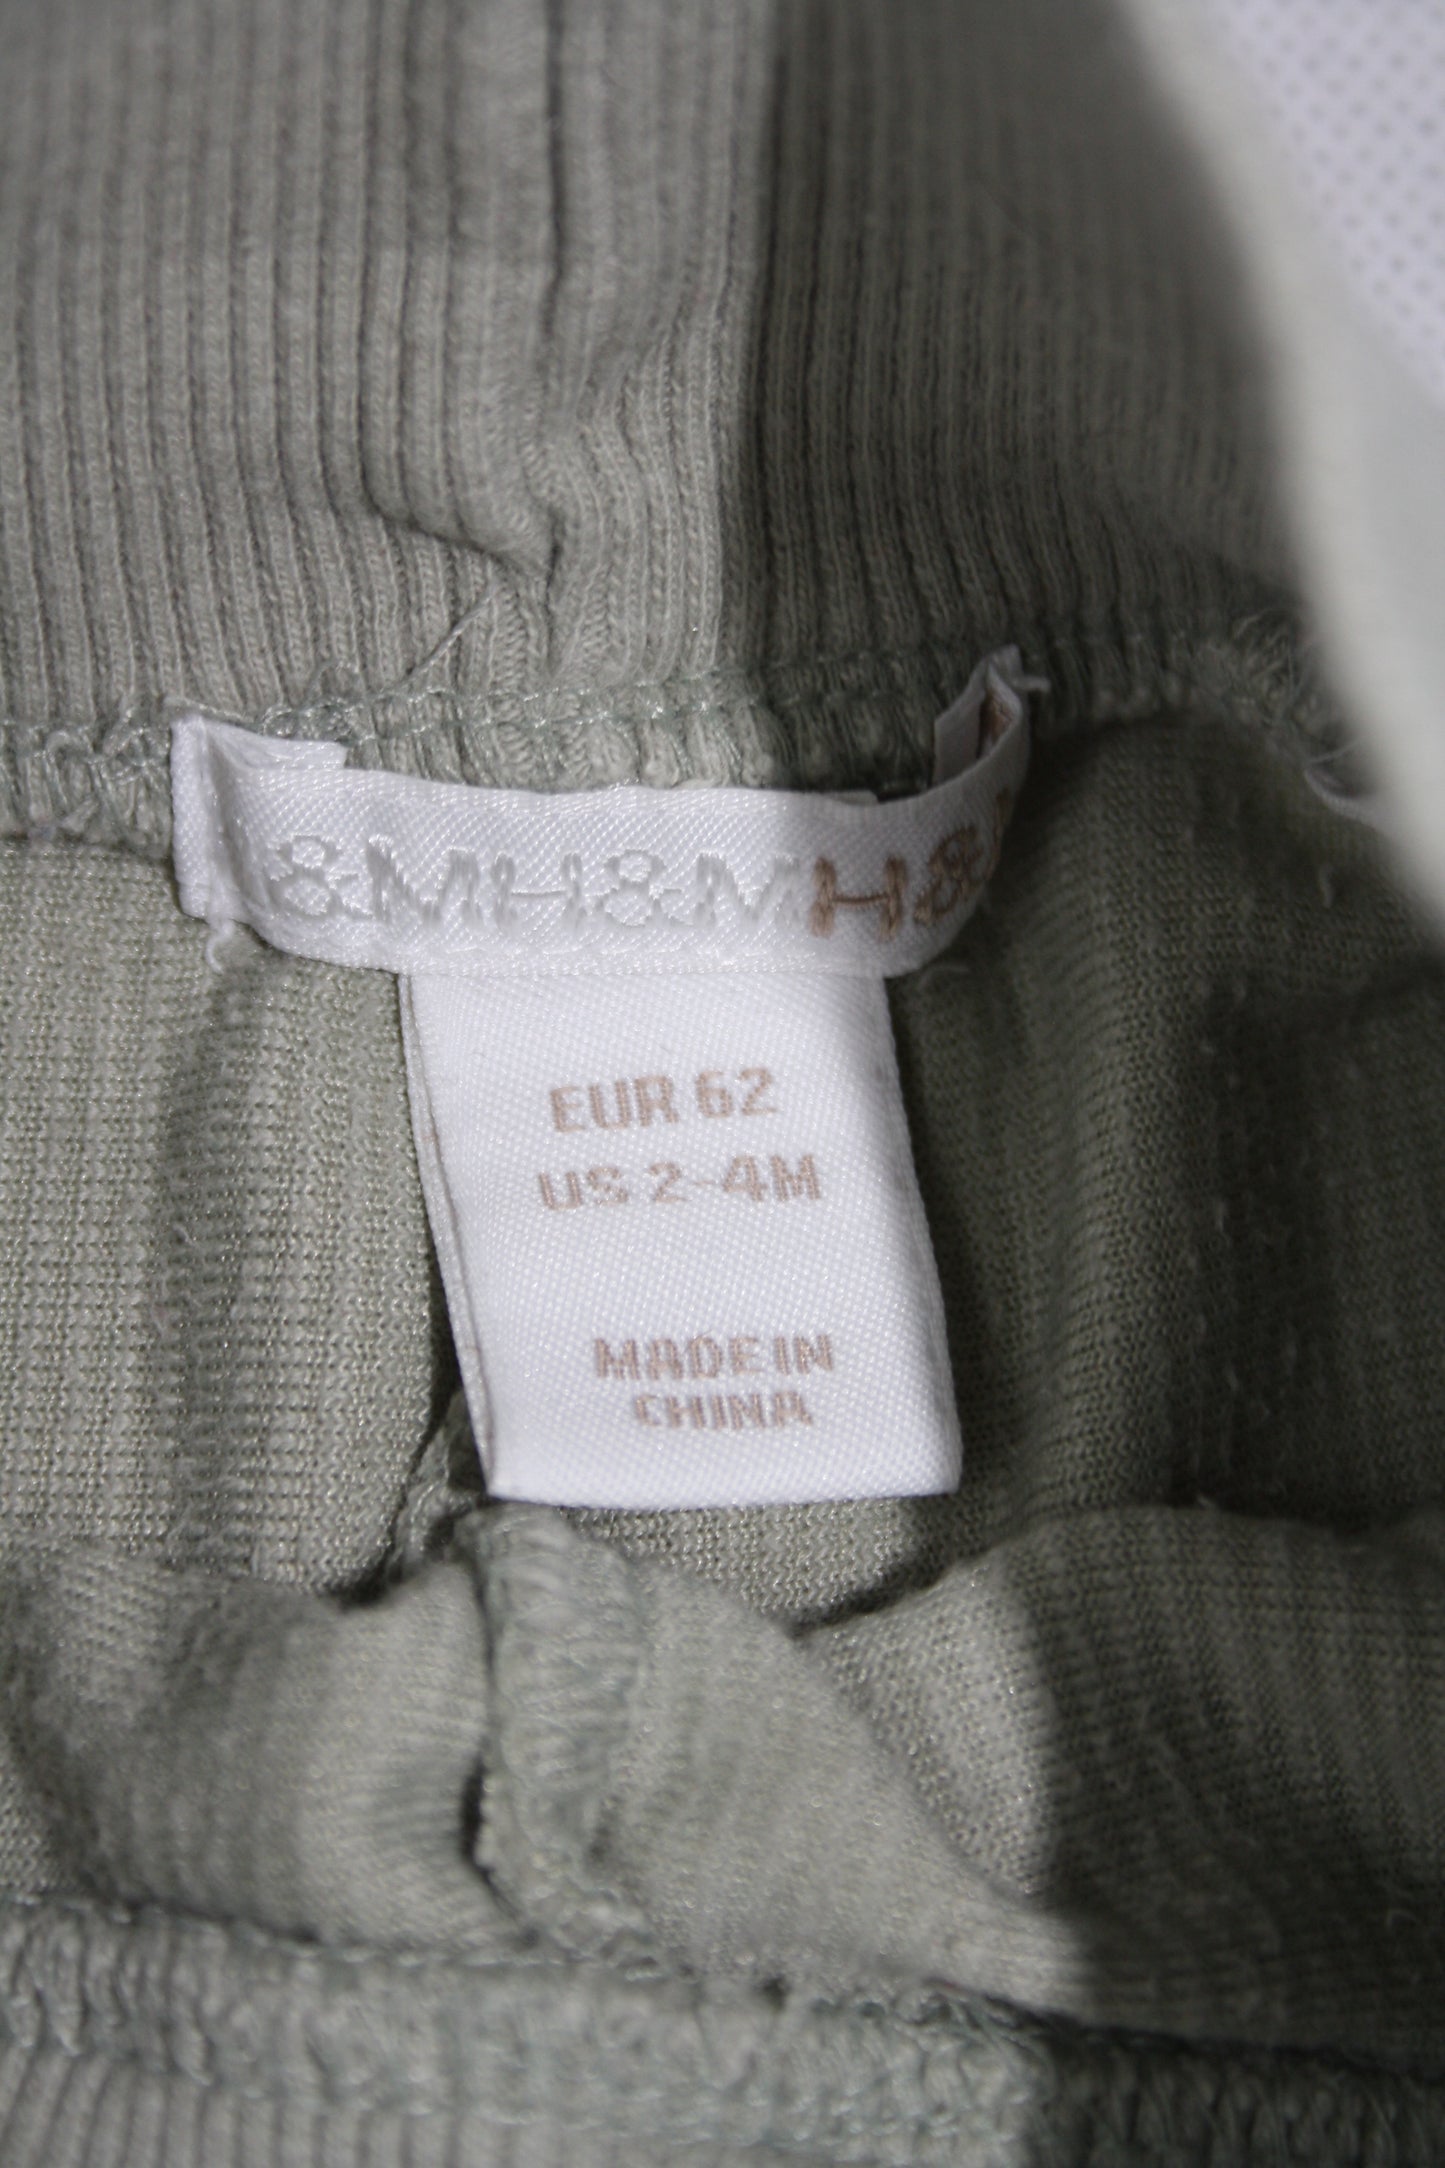 &MH&MH&
EUR 62
US 2-4M
MADE IN
CHINA